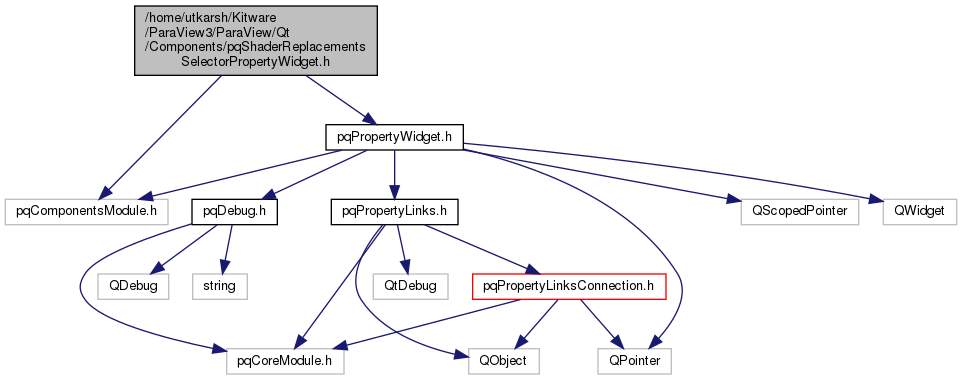 /home/utkarsh/Kitware
/ParaView3/ParaView/Qt
/Components/pqShaderReplacements
SelectorPropertyWidget.h
pqPropertyWidget.h
pqComponentsModule.h
pqDebug.h
pqPropertyLinks.h
QScopedPointer
QWidget
QDebug
string
QtDebug
pqPropertyLinksConnection.h
pqCoreModule.h
QObject
QPointer